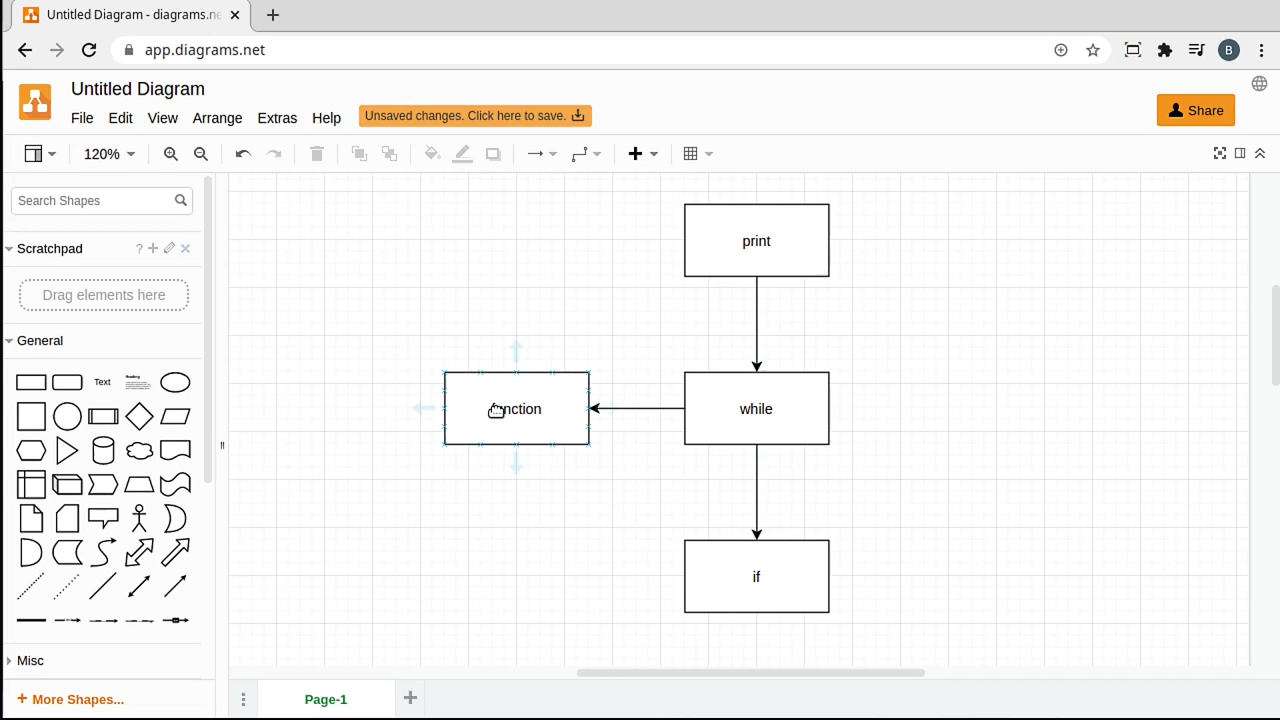 Untitled Diagram - diagrams.ne
app.diagrams.net
B
Untitled Diagram
File Edit View Arrange Extras Help
Unsaved changes. Click here to save.
Share
120%
Search Shapes
Scratchpad
?
Drag elements here
General
Text
Heading
Misc
+ More Shapes...
print
function
while
if
Page-1